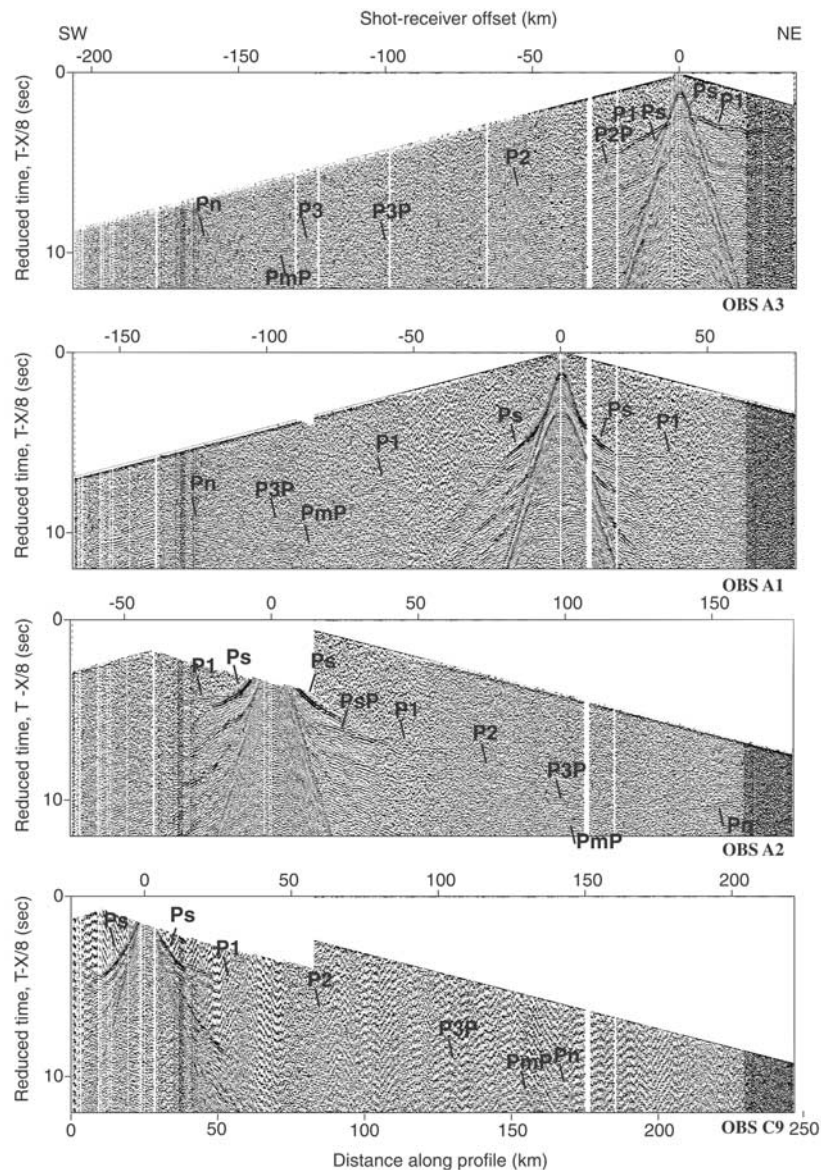 Shot-receiver offset (km)
SW NE
-200 -150 -100 -50 0
Reduced time, T-X/8 (sec)
0
10
Ps P1
P1 Ps
P2P
P2
Pn P3 P3P
PmP
OBS A3
-150 -100 -50 0 50
Reduced time, T-X/8 (sec)
0
10
Ps Ps P1
P1
Pn P3P
PmP
OBS A1
-50 0 50 100 150
Reduced time, T -X/8 (sec)
0
10
P1 Ps Ps
PsP P1
P2
P3P
Pn
PmP
OBS A2
0 50 100 150 200
Reduced time, T-X/8 (sec)
0
10
Ps Ps
P1
P2
P3P
PmP Pn
OBS C9
0 50 100 150 200 250
Distance along profile (km)